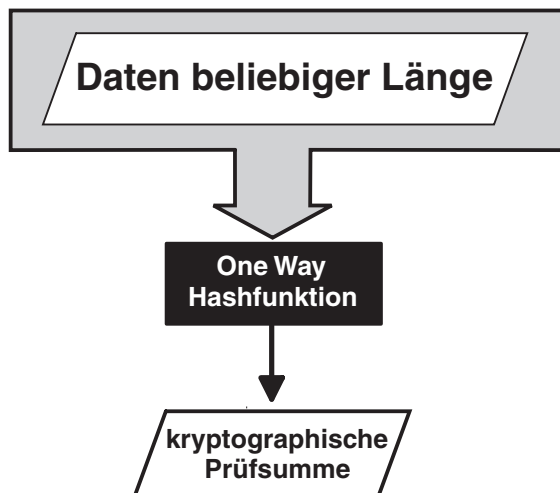 Daten beliebiger Länge
One Way
Hashfunktion
kryptographische
Prüfsumme